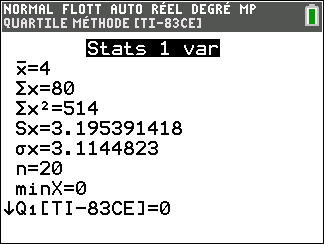 NORMAL FLOTT AUTO RÉEL DEGRÉ MP
QUARTILE MÉTHODE[TI-83CE]
Stats 1 var
x̄=4
Σx=80
Σx²=514
Sx=3.195391418
σx=3.1144823
n=20
minX=0
↓Q₁[TI-83CE]=0